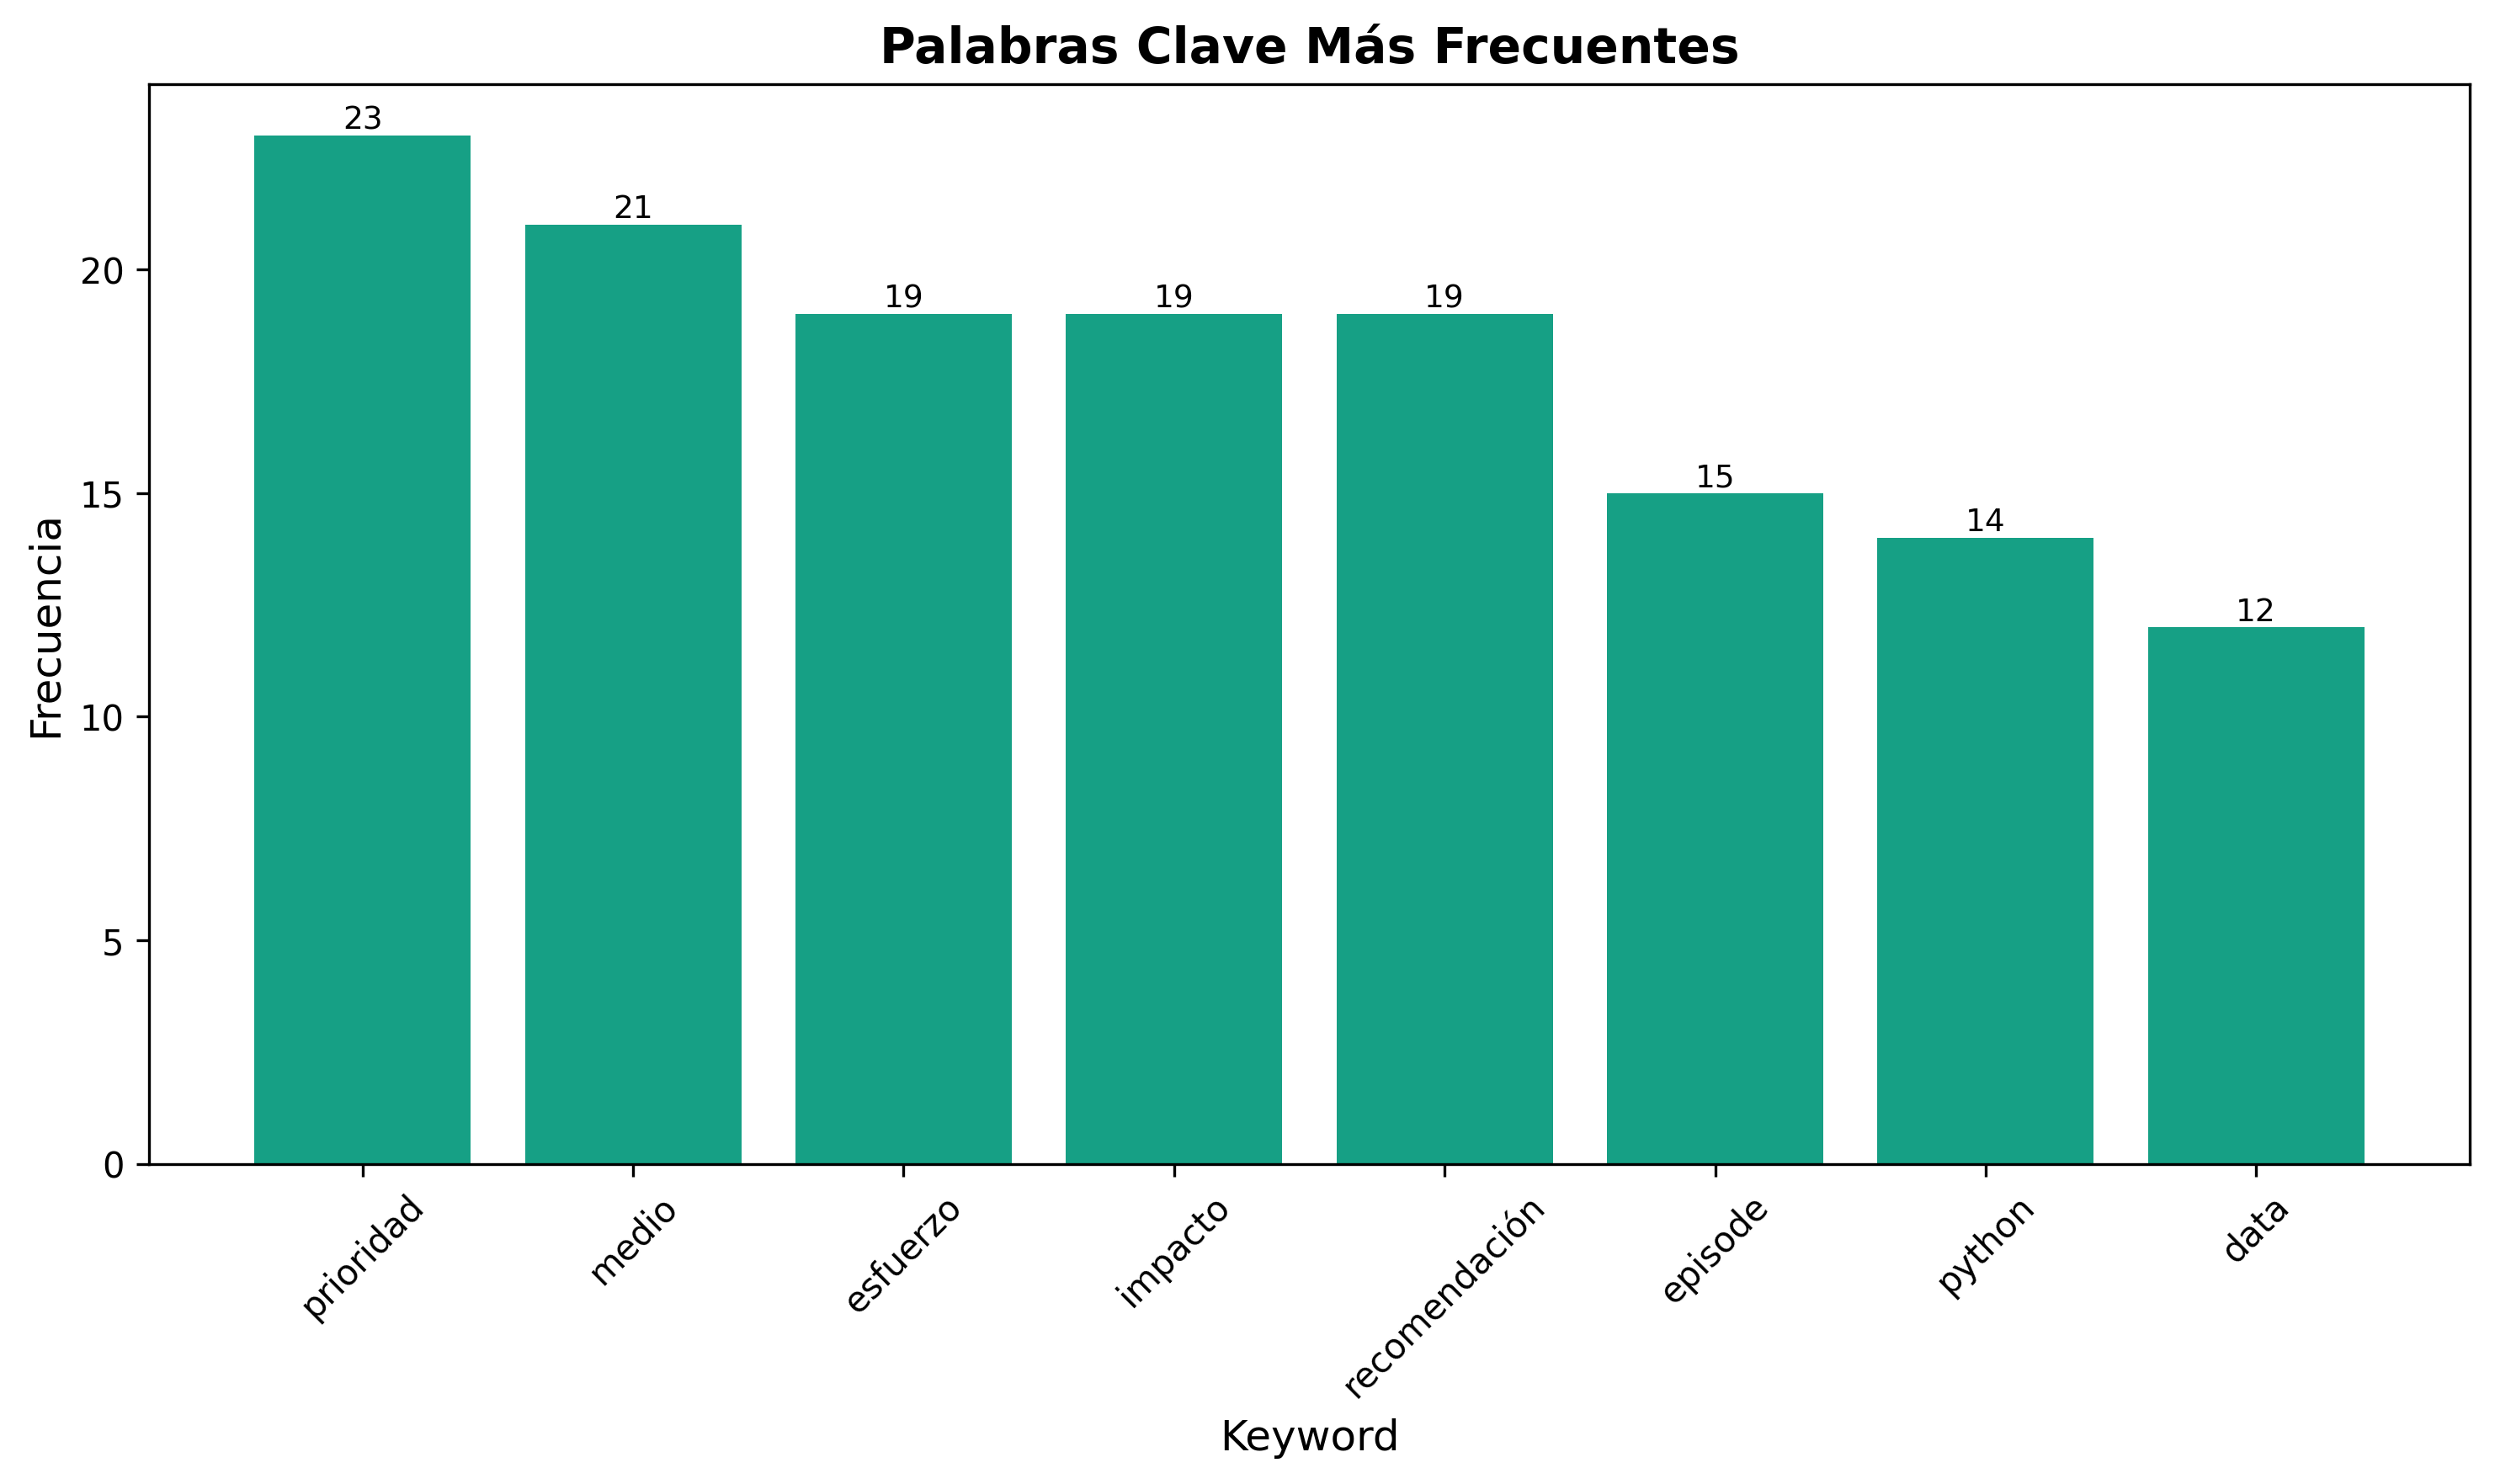 Palabras Clave Más Frecuentes
23
21
19
19
19
15
14
12
Frecuencia
20
15
10
5
0
prioridad
medio
esfuerzo
impacto
recomendación
episode
python
data
Keyword